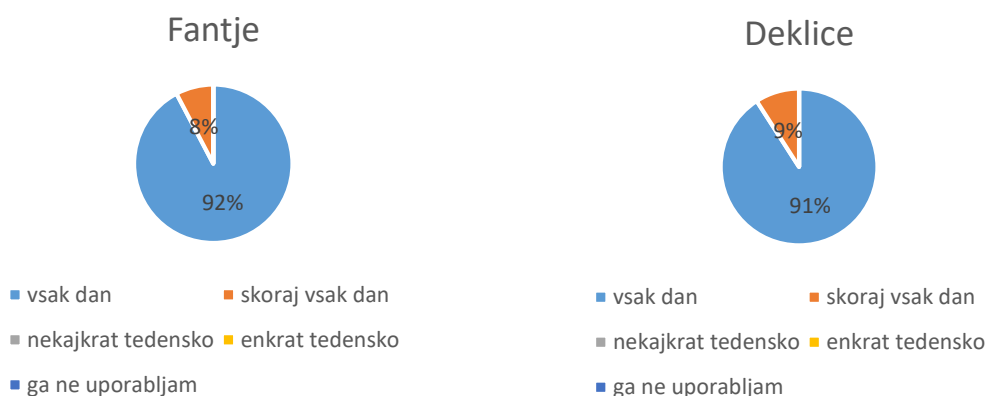 Fantje
8%
92%
vsak dan
skoraj vsak dan
nekajkrat tedensko
enkrat tedensko
ga ne uporabljam
Deklice
9%
91%
vsak dan
skoraj vsak dan
nekajkrat tedensko
enkrat tedensko
ga ne uporabljam